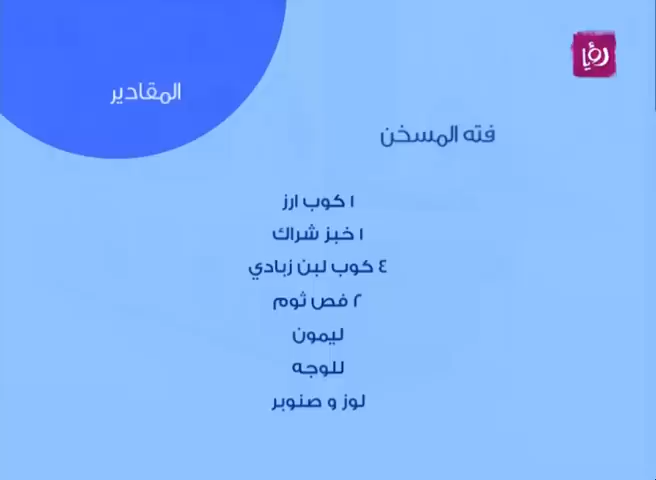 رؤيا
المقادير
فته المسخن
١ كوب ارز
١ خبز شراك
٤ كوب لبن زبادي
٢ فص ثوم
ليمون
للوجه
لوز و صنوبر